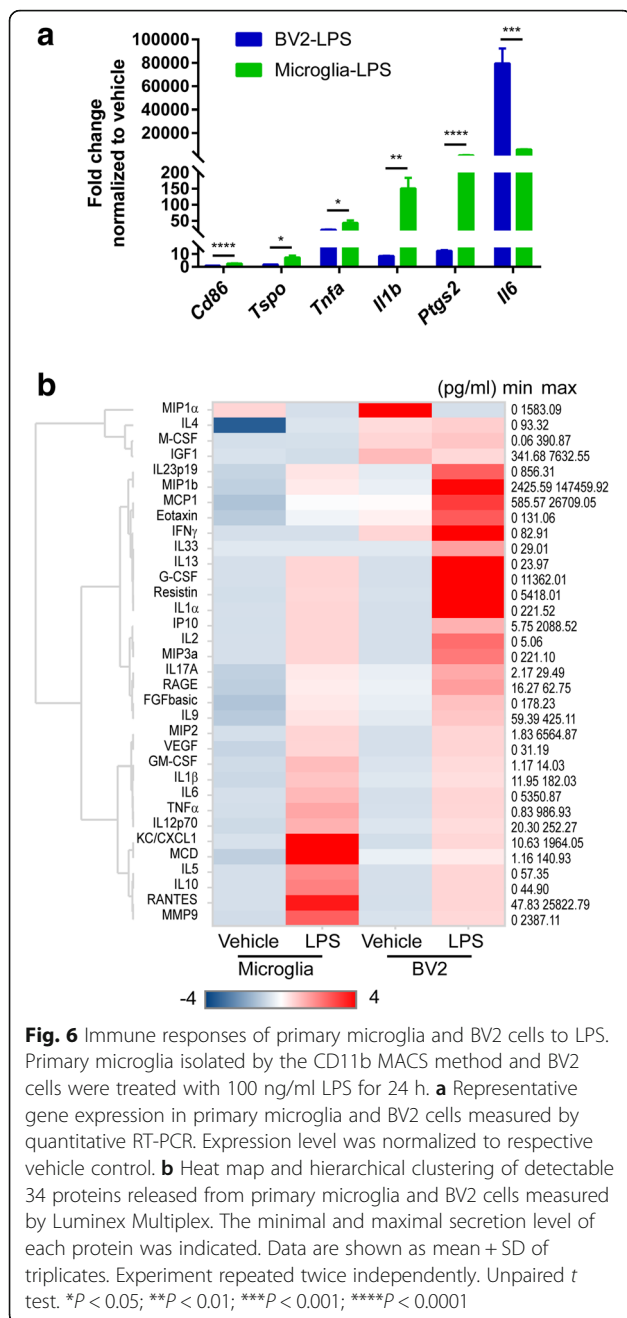 a
BV2-LPS
Microglia-LPS
Fold change
normalized to vehicle
100000
80000
60000
40000
20000
200
150
100
50
10
0
****
*
*
**
****
***
Cd86
Tspo
Tnfa
Il1b
Ptgs2
Il6
b
(pg/ml) min max
MIP1α 0 1583.09
IL4 0 93.32
M-CSF 0.06 390.87
IGF1 341.68 7632.55
IL23p19 0 856.31
MIP1b 2425.59 147459.92
MCP1 585.57 26709.05
Eotaxin 0 131.06
IFNγ 0 82.91
IL33 0 29.01
IL13 0 23.97
G-CSF 0 11362.01
Resistin 0 5418.01
IL1α 0 221.52
IP10 5.75 2088.52
IL2 0 5.06
MIP3a 0 221.10
IL17A 2.17 29.49
RAGE 16.27 62.75
FGFbasic 0 178.23
IL9 59.39 425.11
MIP2 1.83 6564.87
VEGF 0 31.19
GM-CSF 1.17 14.03
IL1β 11.95 182.03
IL6 0 5350.87
TNFα 0.83 986.93
IL12p70 20.30 252.27
KC/CXCL1 10.63 1964.05
MCD 1.16 140.93
IL5 0 57.35
IL10 0 44.90
RANTES 47.83 25822.79
MMP9 0 2387.11
Vehicle LPS Vehicle LPS
Microglia BV2
-4 4
Fig. 6 Immune responses of primary microglia and BV2 cells to LPS.
Primary microglia isolated by the CD11b MACS method and BV2
cells were treated with 100 ng/ml LPS for 24 h. a Representative
gene expression in primary microglia and BV2 cells measured by
quantitative RT-PCR. Expression level was normalized to respective
vehicle control. b Heat map and hierarchical clustering of detectable
34 proteins released from primary microglia and BV2 cells measured
by Luminex Multiplex. The minimal and maximal secretion level of
each protein was indicated. Data are shown as mean + SD of
triplicates. Experiment repeated twice independently. Unpaired t
test. *P < 0.05; **P < 0.01; ***P < 0.001; ****P < 0.0001